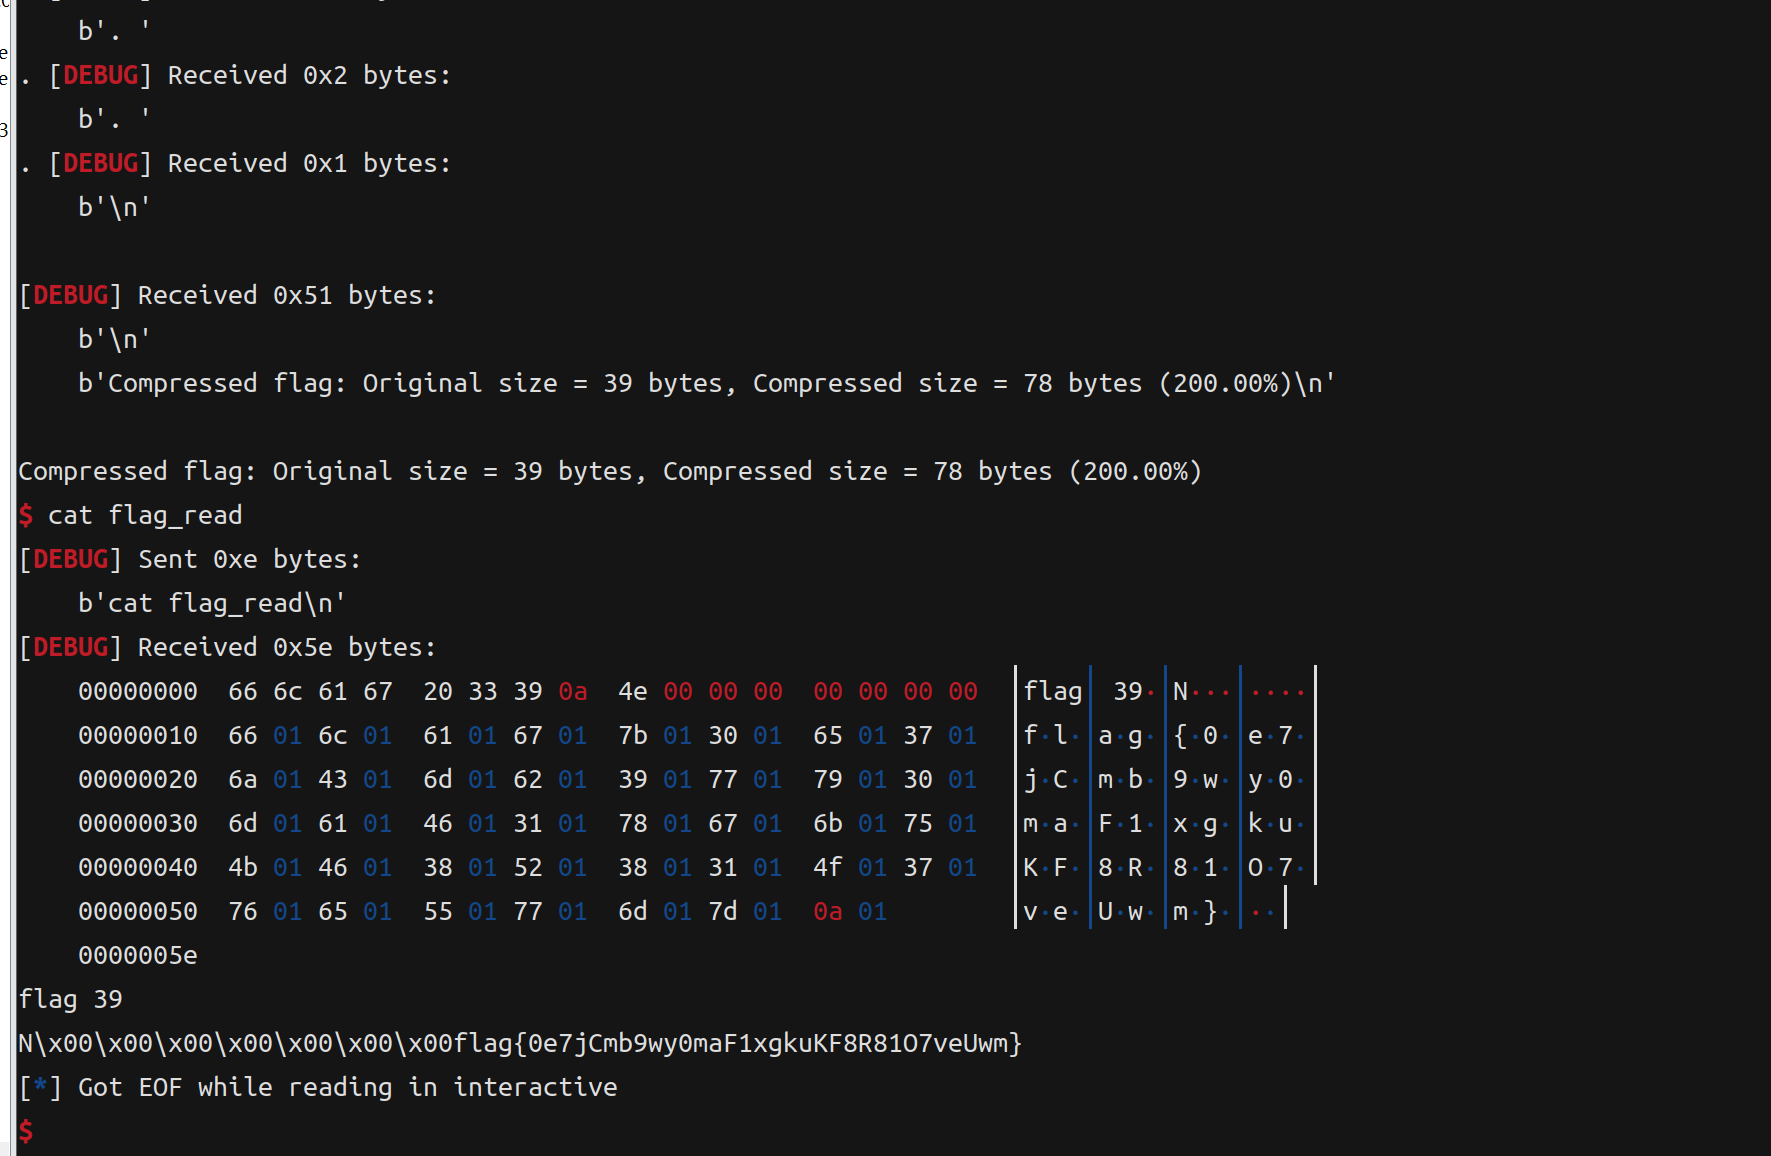 b'. '
. [DEBUG] Received 0x2 bytes:
b'. '
. [DEBUG] Received 0x1 bytes:
b'\n'
[DEBUG] Received 0x51 bytes:
b'\n'
b'Compressed flag: Original size = 39 bytes, Compressed size = 78 bytes (200.00%)\n'
Compressed flag: Original size = 39 bytes, Compressed size = 78 bytes (200.00%)
$ cat flag_read
[DEBUG] Sent 0xe bytes:
b'cat flag_read\n'
[DEBUG] Received 0x5e bytes:
00000000  66 6c 61 67  20 33 39 0a  4e 00 00 00  00 00 00 00  │flag│ 39·│N···│····│
00000010  66 01 6c 01  61 01 67 01  7b 01 30 01  65 01 37 01  │f·l·│a·g·│{·0·│e·7·│
00000020  6a 01 43 01  6d 01 62 01  39 01 77 01  79 01 30 01  │j·C·│m·b·│9·w·│y·0·│
00000030  6d 01 61 01  46 01 31 01  78 01 67 01  6b 01 75 01  │m·a·│F·1·│x·g·│k·u·│
00000040  4b 01 46 01  38 01 52 01  38 01 31 01  4f 01 37 01  │K·F·│8·R·│8·1·│O·7·│
00000050  76 01 65 01  55 01 77 01  6d 01 7d 01  0a 01  │v·e·│U·w·│m·}·│··│
0000005e
flag 39
N\x00\x00\x00\x00\x00\x00\x00flag{0e7jCmb9wy0maF1xgkuKF8R81O7veUwm}
[*] Got EOF while reading in interactive
$